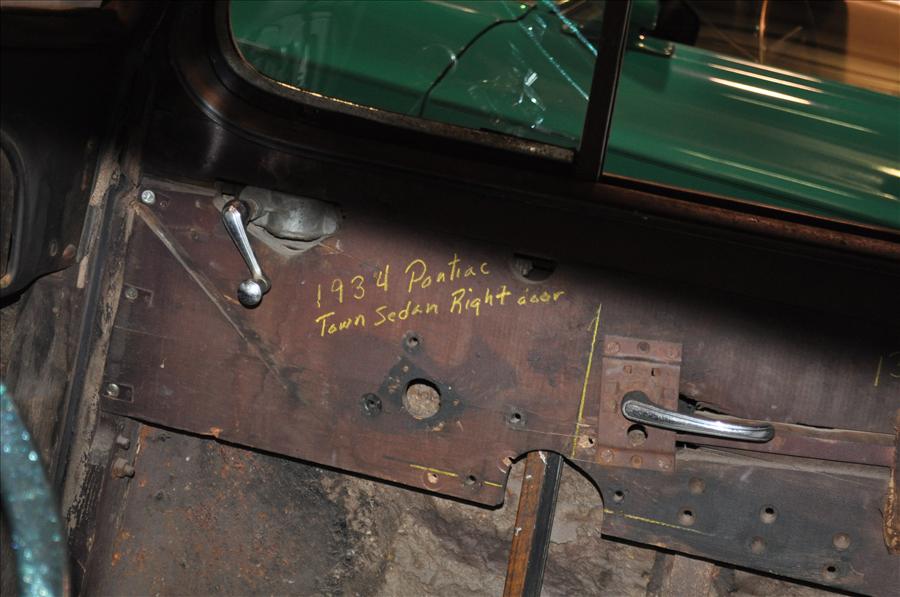 1934 Pontiac
Town Sedan Right door